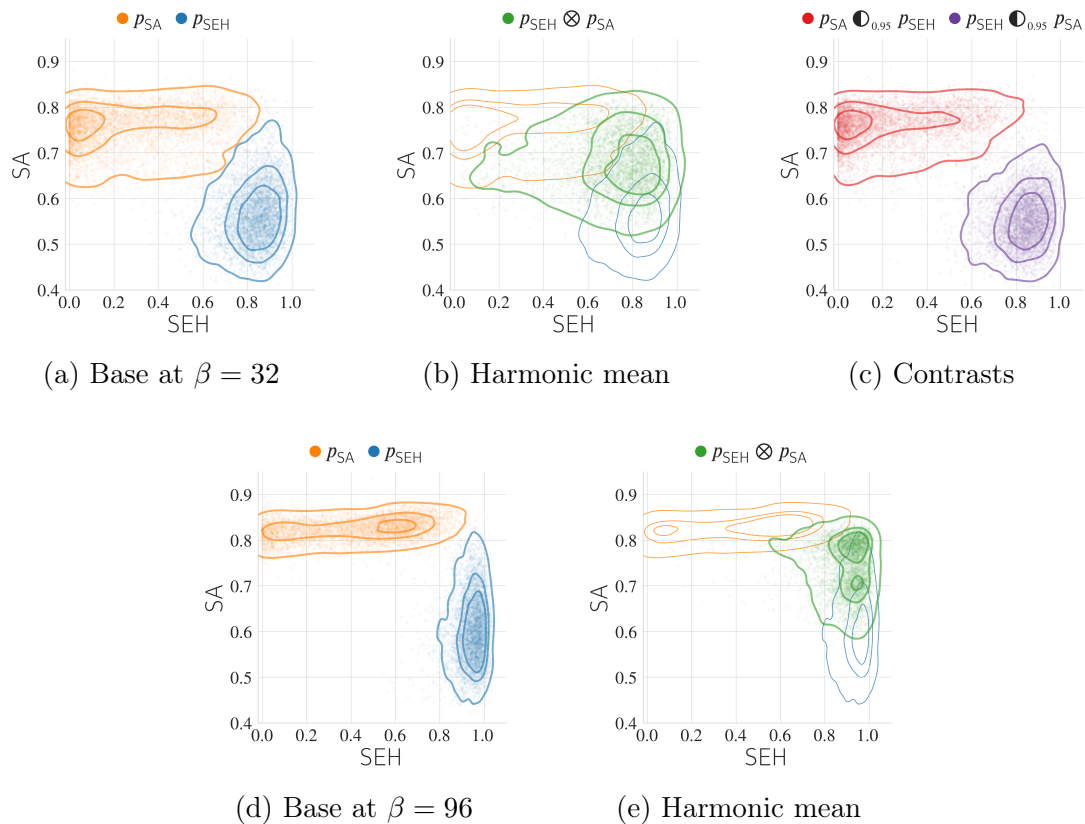 p_SA p_SEH
p_SEH ⊗ p_SA
p_SA ◐_0.95 p_SEH p_SEH ◐_0.95 p_SA
0.9
0.8
0.7
0.6
0.5
0.4
SA
0.0 0.2 0.4 0.6 0.8 1.0
SEH
0.9
0.8
0.7
0.6
0.5
0.4
SA
0.0 0.2 0.4 0.6 0.8 1.0
SEH
0.9
0.8
0.7
0.6
0.5
0.4
SA
0.0 0.2 0.4 0.6 0.8 1.0
SEH
(a) Base at β = 32
(b) Harmonic mean
(c) Contrasts
p_SA p_SEH
p_SEH ⊗ p_SA
0.9
0.8
0.7
0.6
0.5
0.4
SA
0.0 0.2 0.4 0.6 0.8 1.0
SEH
0.9
0.8
0.7
0.6
0.5
0.4
SA
0.0 0.2 0.4 0.6 0.8 1.0
SEH
(d) Base at β = 96
(e) Harmonic mean